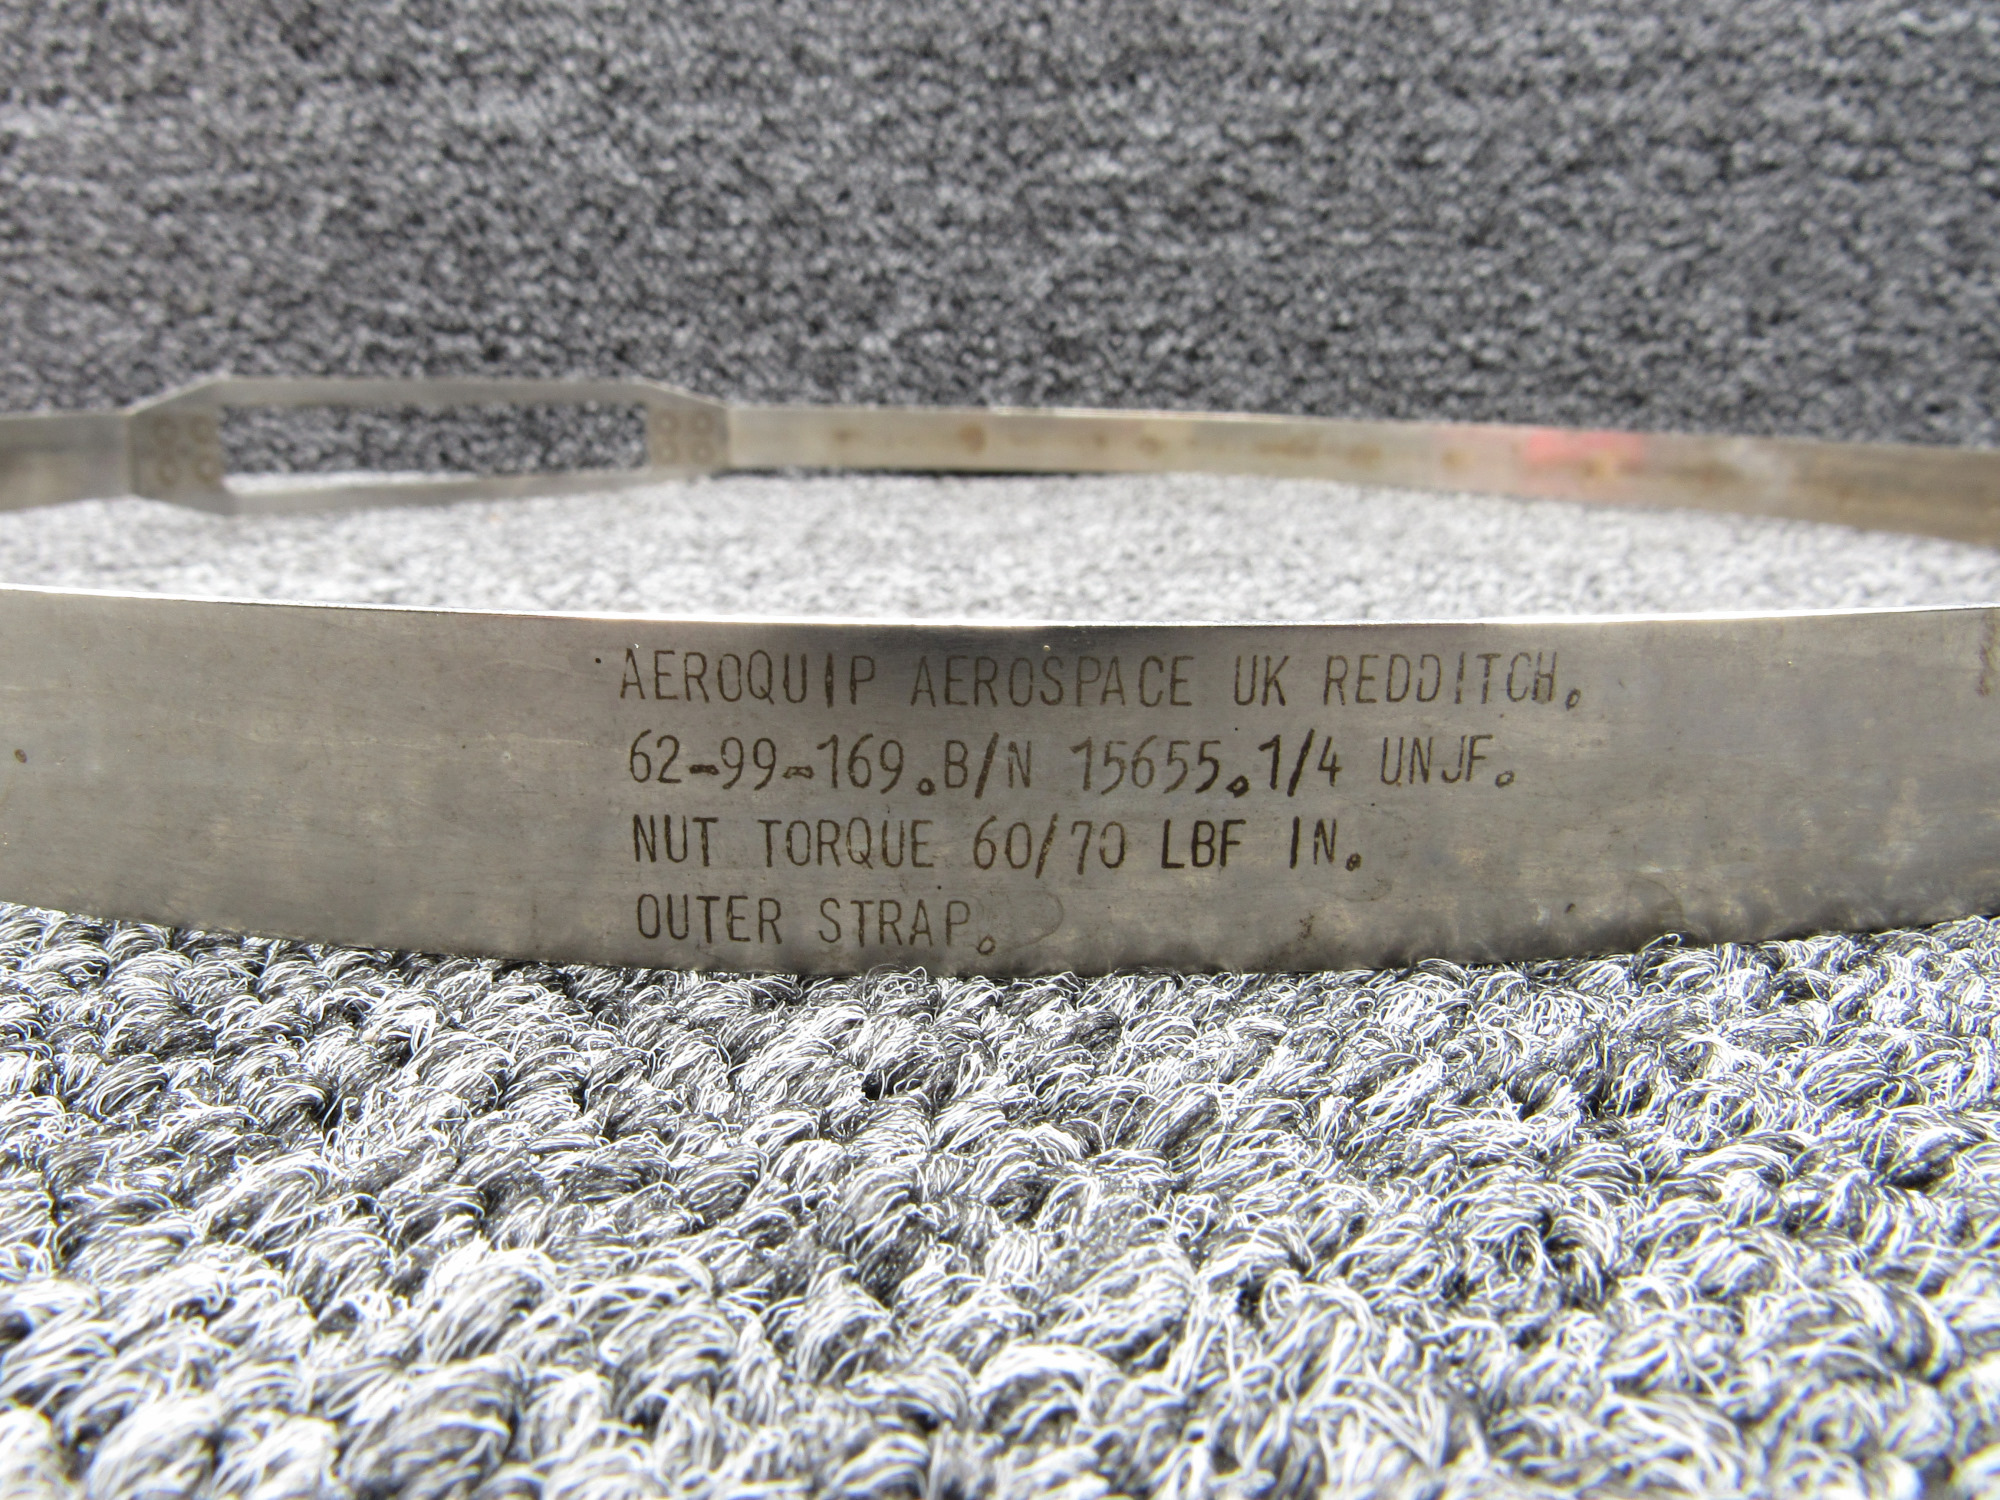 AEROQUIP AEROSPACE UK REDDITCH.
62-99-169.B/N 15655.1/4 UNJF.
NUT TORQUE 60/70 LBF IN.
OUTER STRAP.